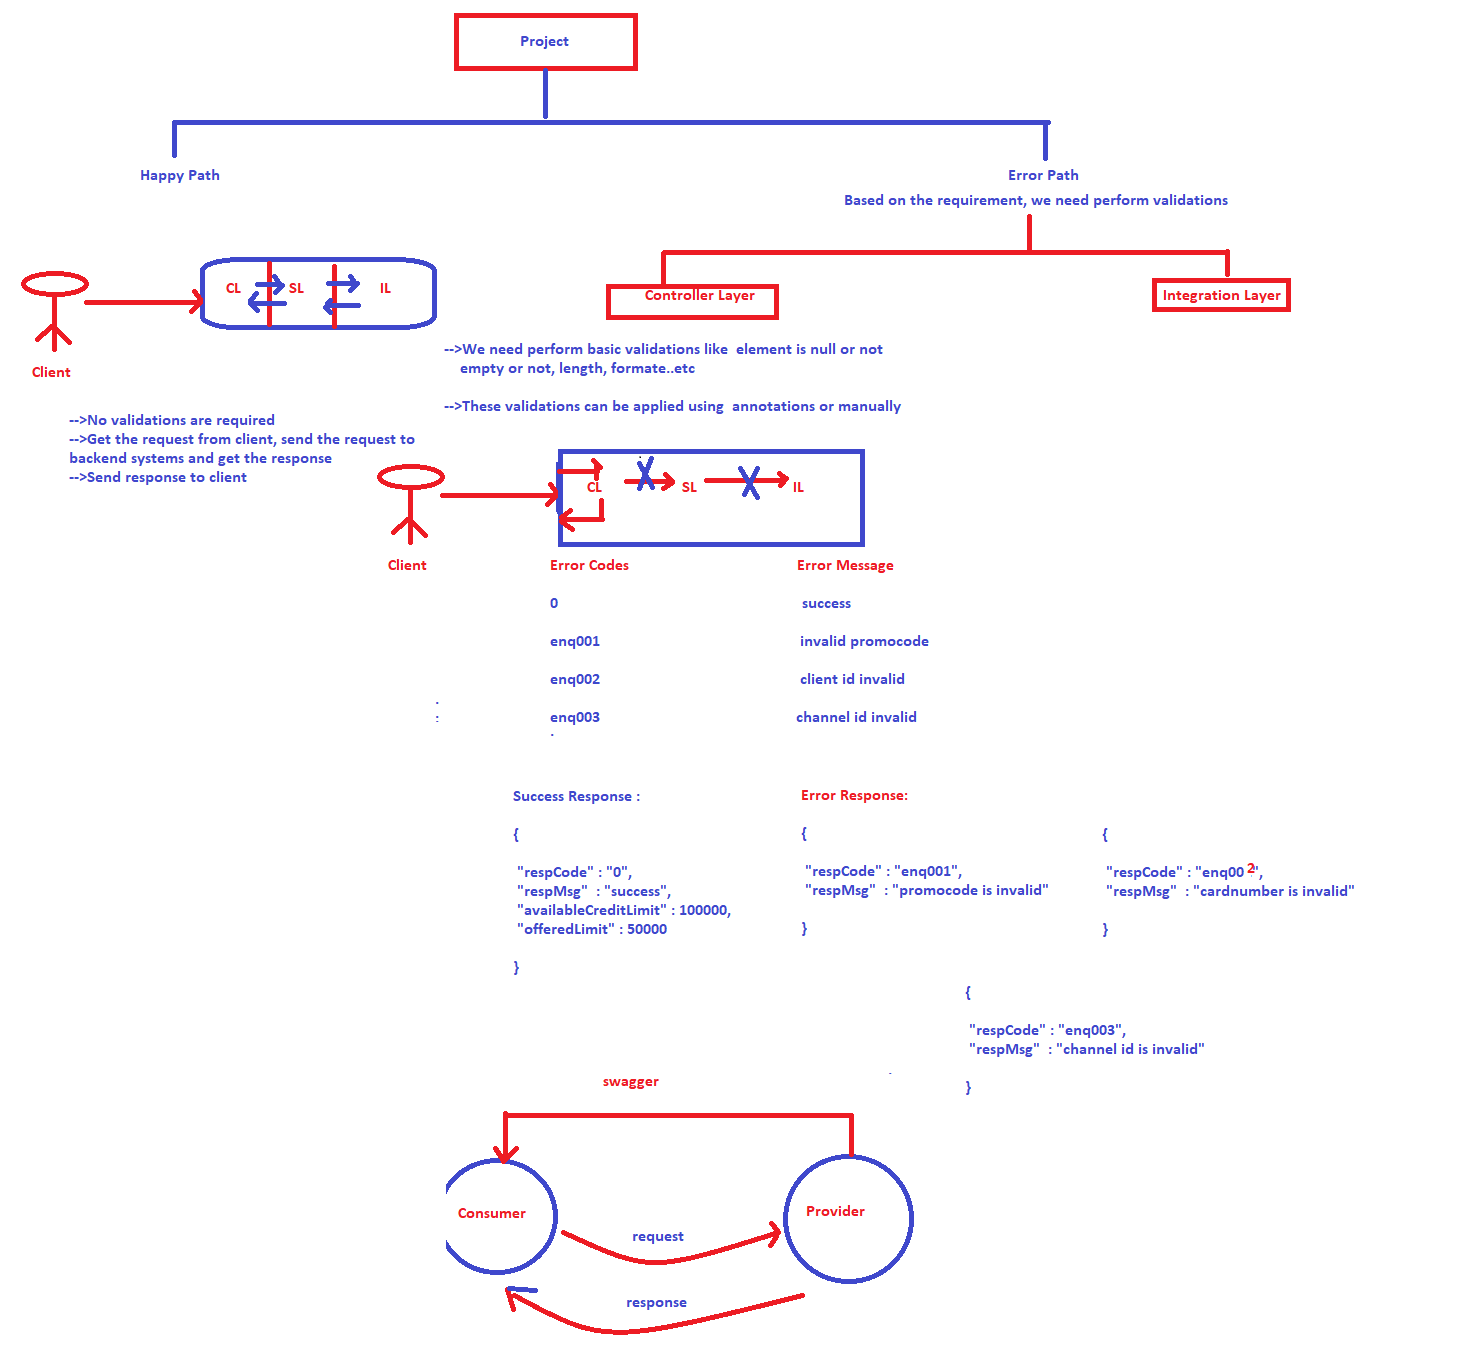 Project
Happy Path
Error Path
Based on the requirement, we need perform validations
CL SL IL
Client
Controller Layer
Integration Layer
-->We need perform basic validations like  element is null or not
empty or not, length, formate..etc
-->These validations can be applied using  annotations or manually
-->No validations are required
-->Get the request from client, send the request to
backend systems and get the response
-->Send response to client
CL SL IL
Client
Error Codes Error Message
0 success
enq001 invalid promocode
enq002 client id invalid
enq003 channel id invalid
Success Response :
{
"respCode" : "0",
"respMsg"  : "success",
"availableCreditLimit" : 100000,
"offeredLimit" : 50000
}
Error Response:
{
"respCode" : "enq001",
"respMsg"  : "promocode is invalid"
}
{
"respCode" : "enq00 2",
"respMsg"  : "cardnumber is invalid"
}
{
"respCode" : "enq003",
"respMsg"  : "channel id is invalid"
}
swagger
Consumer
Provider
request
response